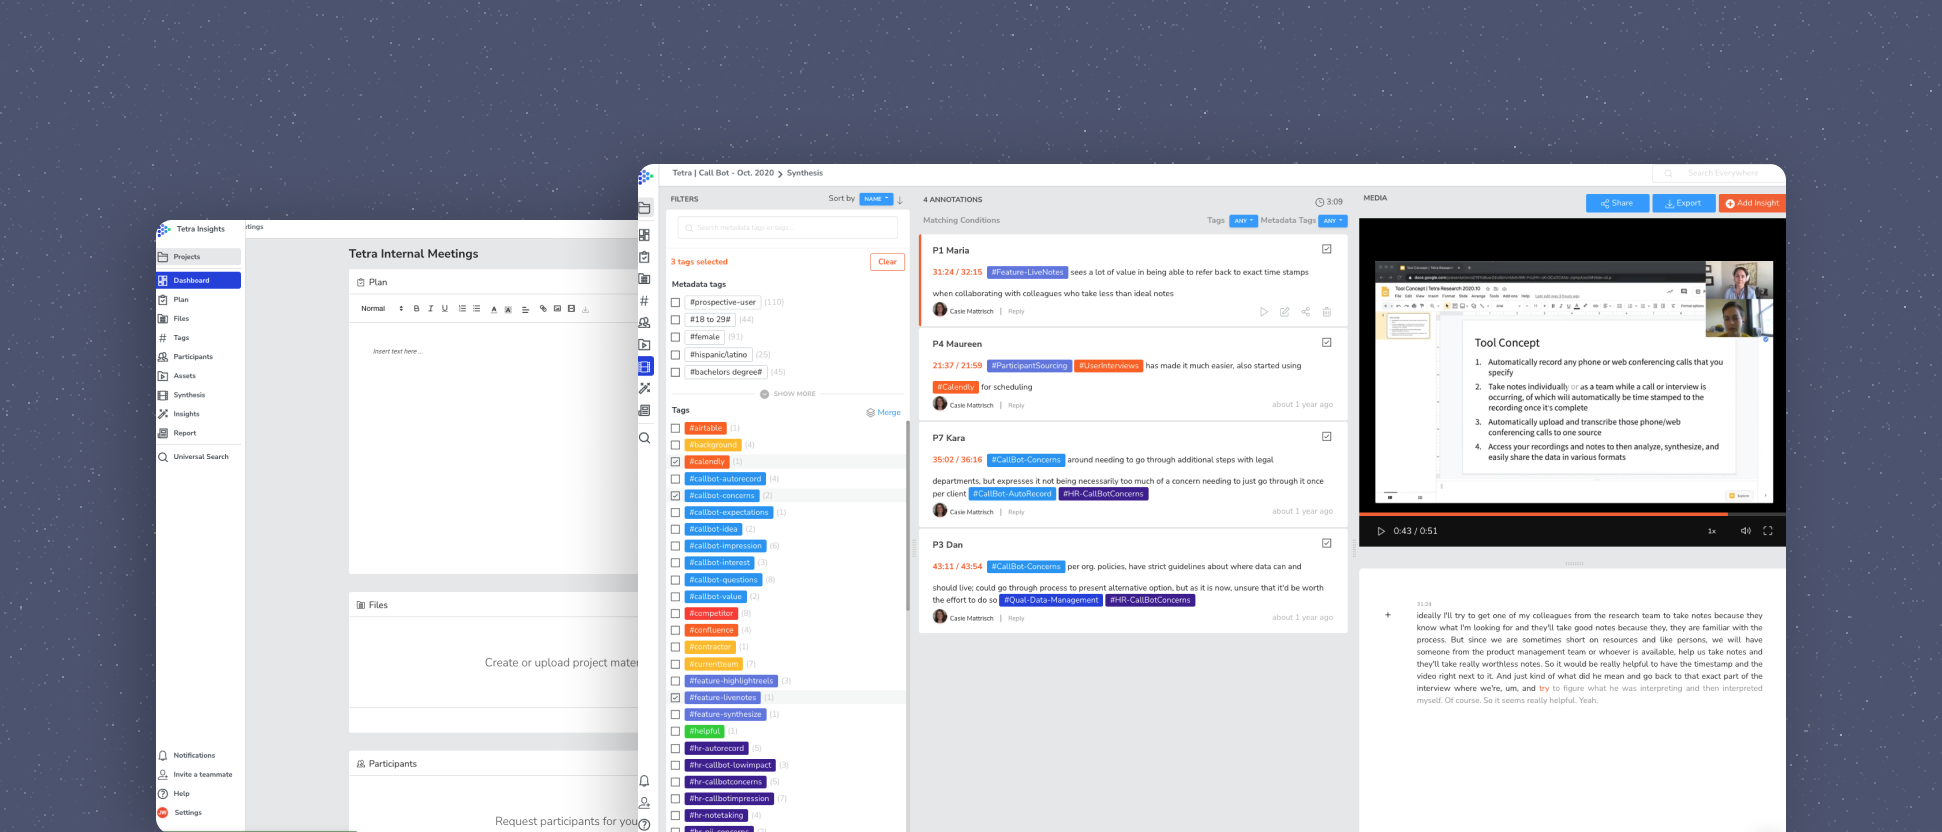 Tetra Insights
Projects
Dashboard
Plan
Files
Tags
Participants
Assets
Synthesis
Insights
Report
Universal Search
Notifications
Invite a teammate
Help
JW
Settings
Tetra Internal Meetings
Plan
Normal
B I U
Insert text here ...
Files
Create or upload project mater
Participants
Request participants for you
Tetra | Call Bot - Oct. 2020 > Synthesis
Search Everywhere
FILTERS
Sort by NAME
Search metadata tags or tags
3 tags selected
Clear
Metadata tags
#prospective-user (110)
#18 to 29# (44)
#female (91)
#hispanic/latino (25)
#bachelors degree# (45)
SHOW MORE
Tags
Merge
#airtable (1)
#background (4)
#calendly (1)
#callbot-autorecord (4)
#callbot-concerns (2)
#callbot-expectations (1)
#callbot-idea (2)
#callbot-impression (6)
#callbot-interest (3)
#callbot-questions (8)
#callbot-value (2)
#competitor (8)
#confluence (4)
#contractor (1)
#currentteam (7)
#feature-highlightreels (3)
#feature-livenotes (1)
#feature-synthesize (1)
#helpful (1)
#hr-autorecord (5)
#hr-callbot-lowimpact (3)
#hr-callbotconcerns (5)
#hr-callbotimpression (7)
#hr-notetaking (4)
4 ANNOTATIONS
3:09
Matching Conditions
Tags ANY Metadata Tags ANY
P1 Maria
31:24 / 32:15 #Feature-LiveNotes sees a lot of value in being able to refer back to exact time stamps
when collaborating with colleagues who take less than ideal notes
Casie Mattrisch | Reply
P4 Maureen
21:37 / 21:59 #ParticipantSourcing #UserInterviews has made it much easier, also started using
#Calendly for scheduling
Casie Mattrisch | Reply
about 1 year ago
P7 Kara
35:02 / 36:16 #CallBot-Concerns around needing to go through additional steps with legal
departments, but expresses it not being necessarily too much of a concern needing to just go through it once
per client #CallBot-AutoRecord #HR-CallBotConcerns
Casie Mattrisch | Reply
about 1 year ago
P3 Dan
43:11 / 43:54 #CallBot-Concerns per org. policies, have strict guidelines about where data can and
should live; could go through process to present alternative option, but as it is now, unsure that it'd be worth
the effort to do so #Qual-Data-Management #HR-CallBotConcerns
Casie Mattrisch | Reply
about 1 year ago
MEDIA
Share
Export
Add Insight
Tool Concept | Tetra Research 2020.10
File Edit View Insert Format Slide Arrange Tools Add-ons Help
Tool Concept
1. Automatically record any phone or web conferencing calls that you
specify
2. Take notes individually or as a team while a call or interview is
occurring, of which will automatically be time stamped to the
recording once it's complete
3. Automatically upload and transcribe those phone/web
conferencing calls to one source
4. Access your recordings and notes to then analyze, synthesize, and
easily share the data in various formats
Explore
0:43 / 0:51
1x
31:24
ideally I'll try to get one of my colleagues from the research team to take notes because they
know what I'm looking for and they'll take good notes because they, they are familiar with the
process. But since we are sometimes short on resources and like persons, we will have
someone from the product management team or whoever is available, help us take notes and
they'll take really worthless notes. So it would be really helpful to have the timestamp and the
video right next to it. And just kind of what did he mean and go back to that exact part of the
interview where we're, um, and try to figure what he was interpreting and then interpreted
myself. Of course. So it seems really helpful. Yeah.